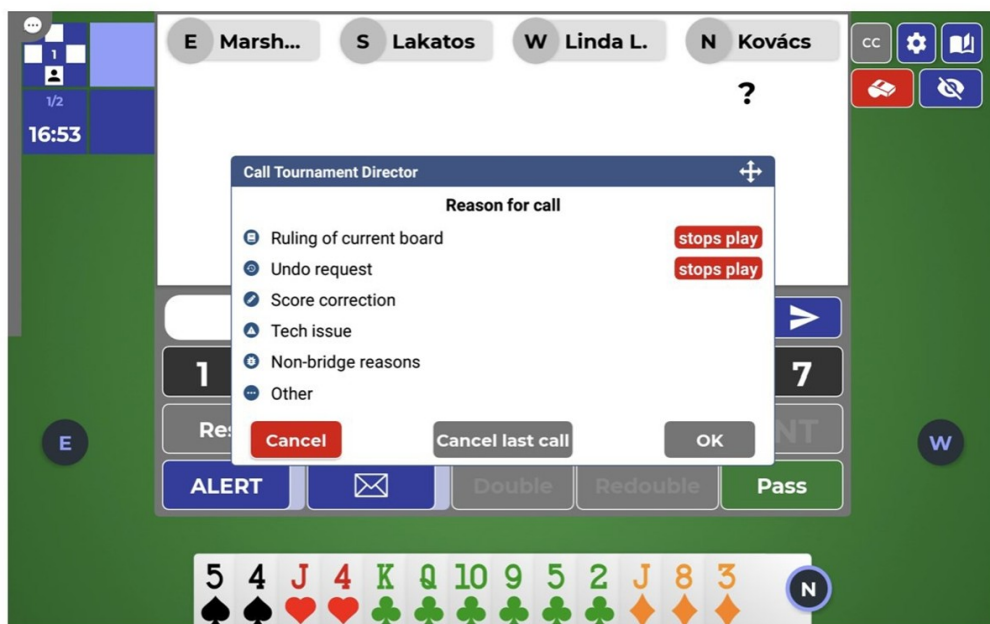 E Marsh... S Lakatos W Linda L. N Kovács CC
1
?
1/2
16:53
Call Tournament Director
Reason for call
Ruling of current board stops play
Undo request stops play
Score correction
Tech issue
Non-bridge reasons
Other
1 7
Re NT
Cancel Cancel last call OK
E W
ALERT Double Redouble Pass
5 4 J 4 K Q 10 9 5 2 J 8 3
N